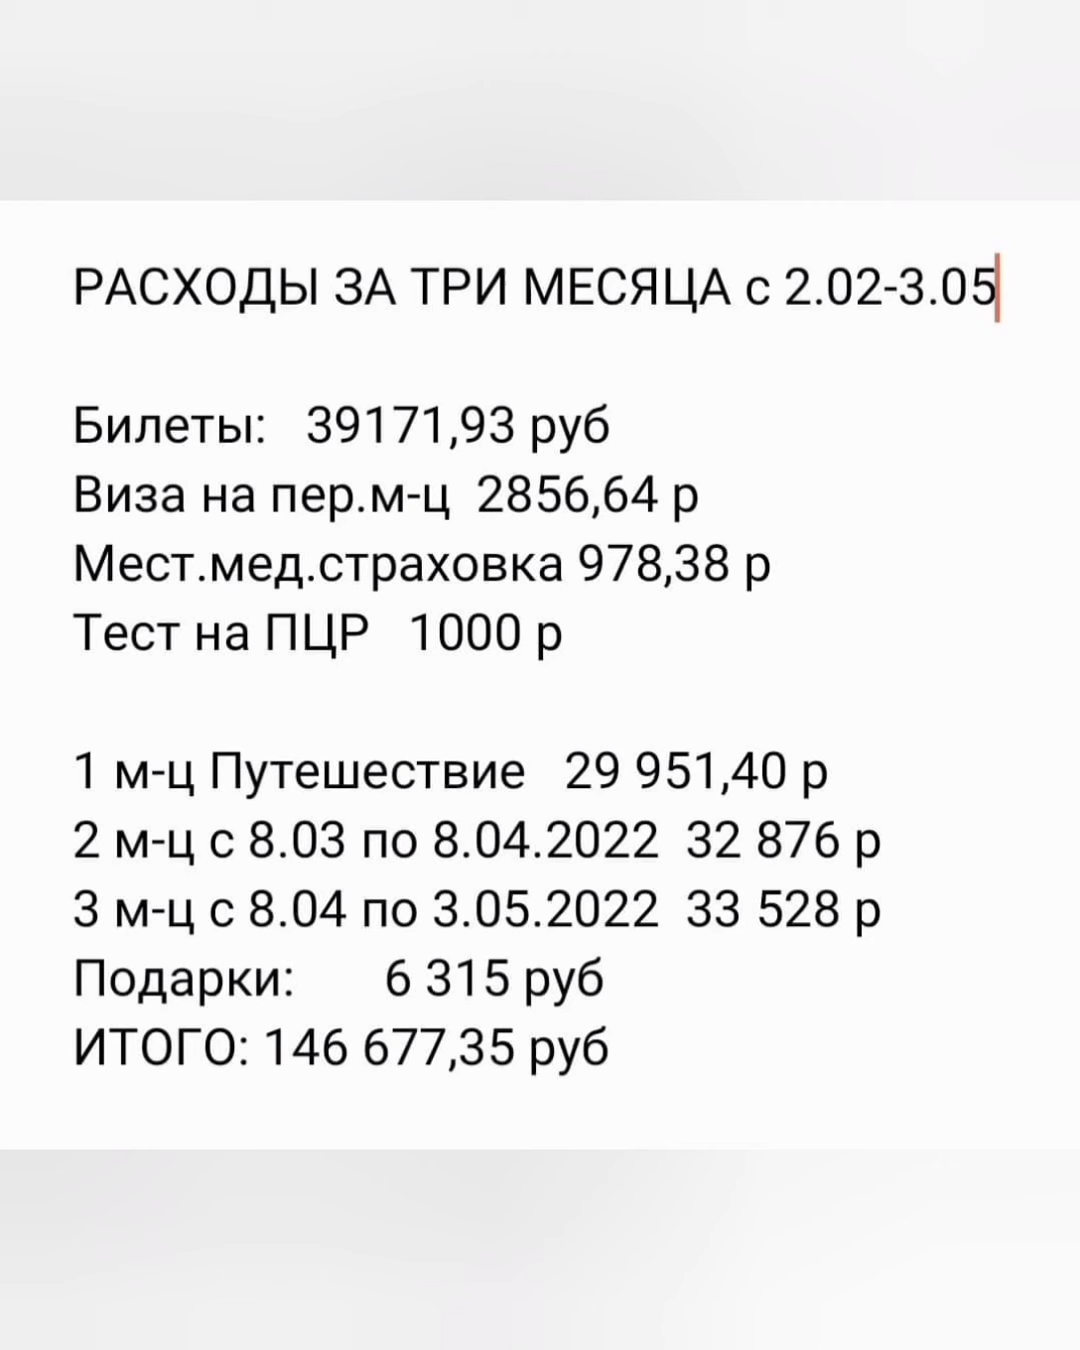 РАСХОДЫ ЗА ТРИ МЕСЯЦА с 2.02-3.05
Билеты: 39171,93 руб
Виза на пер.м-ц 2856,64 р
Мест.мед.страховка 978,38 р
Тест на ПЦР 1000 р
1 м-ц Путешествие 29 951,40 р
2 м-ц с 8.03 по 8.04.2022 32 876 р
3 м-ц с 8.04 по 3.05.2022 33 528 р
Подарки: 6 315 руб
ИТОГО: 146 677,35 руб